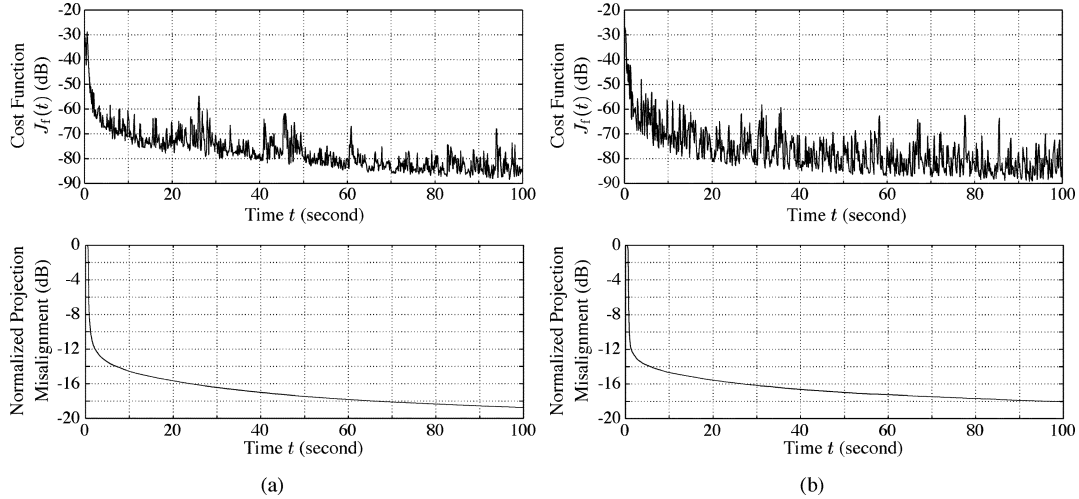 Cost Function
J_f(t) (dB)
-20
-30
-40
-50
-60
-70
-80
-90
0 20 40 60 80 100
Time t (second)
Normalized Projection
Misalignment (dB)
0
-4
-8
-12
-16
-20
0 20 40 60 80 100
Time t (second)
(a)
Cost Function
J_f(t) (dB)
-20
-30
-40
-50
-60
-70
-80
-90
0 20 40 60 80 100
Time t (second)
Normalized Projection
Misalignment (dB)
0
-4
-8
-12
-16
-20
0 20 40 60 80 100
Time t (second)
(b)